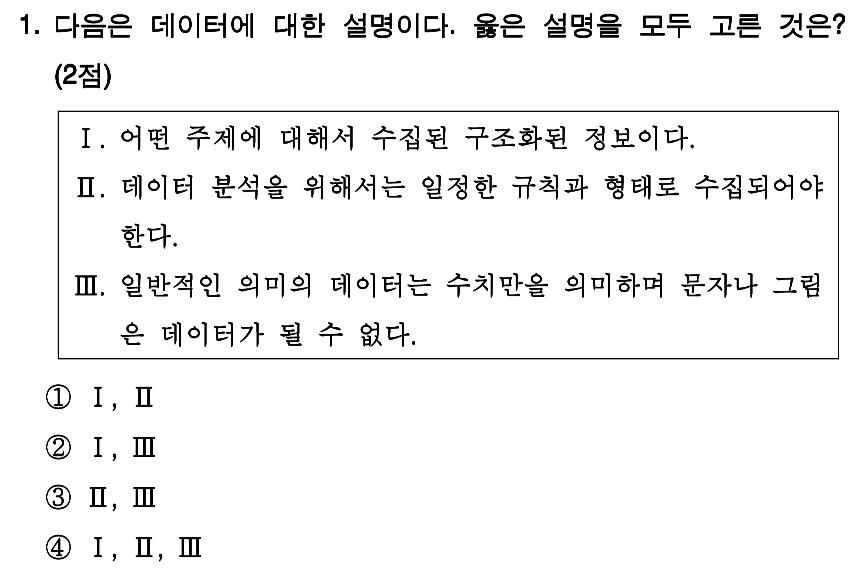 1. 다음은 데이터에 대한 설명이다. 옳은 설명을 모두 고른 것은?
(2점)
Ⅰ. 어떤 주제에 대해서 수집된 구조화된 정보이다.
Ⅱ. 데이터 분석을 위해서는 일정한 규칙과 형태로 수집되어야
한다.
Ⅲ. 일반적인 의미의 데이터는 수치만을 의미하며 문자나 그림
은 데이터가 될 수 없다.
① Ⅰ, Ⅱ
② Ⅰ, Ⅲ
③ Ⅱ, Ⅲ
④ Ⅰ, Ⅱ, Ⅲ